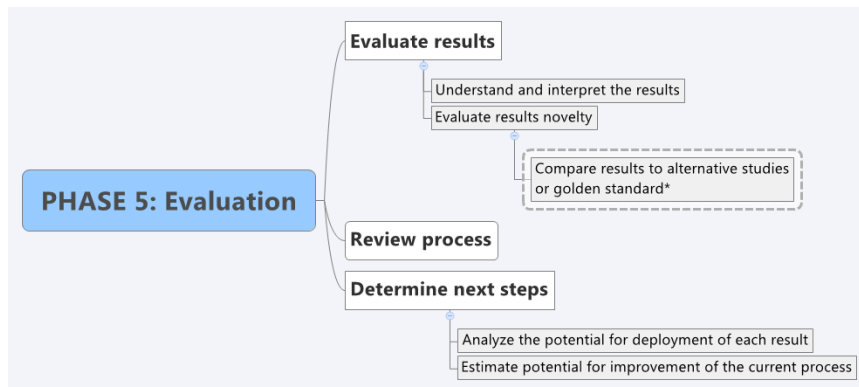 Evaluate results
Understand and interpret the results
Evaluate results novelty
Compare results to alternative studies
or golden standard*
PHASE 5: Evaluation
Review process
Determine next steps
Analyze the potential for deployment of each result
Estimate potential for improvement of the current process